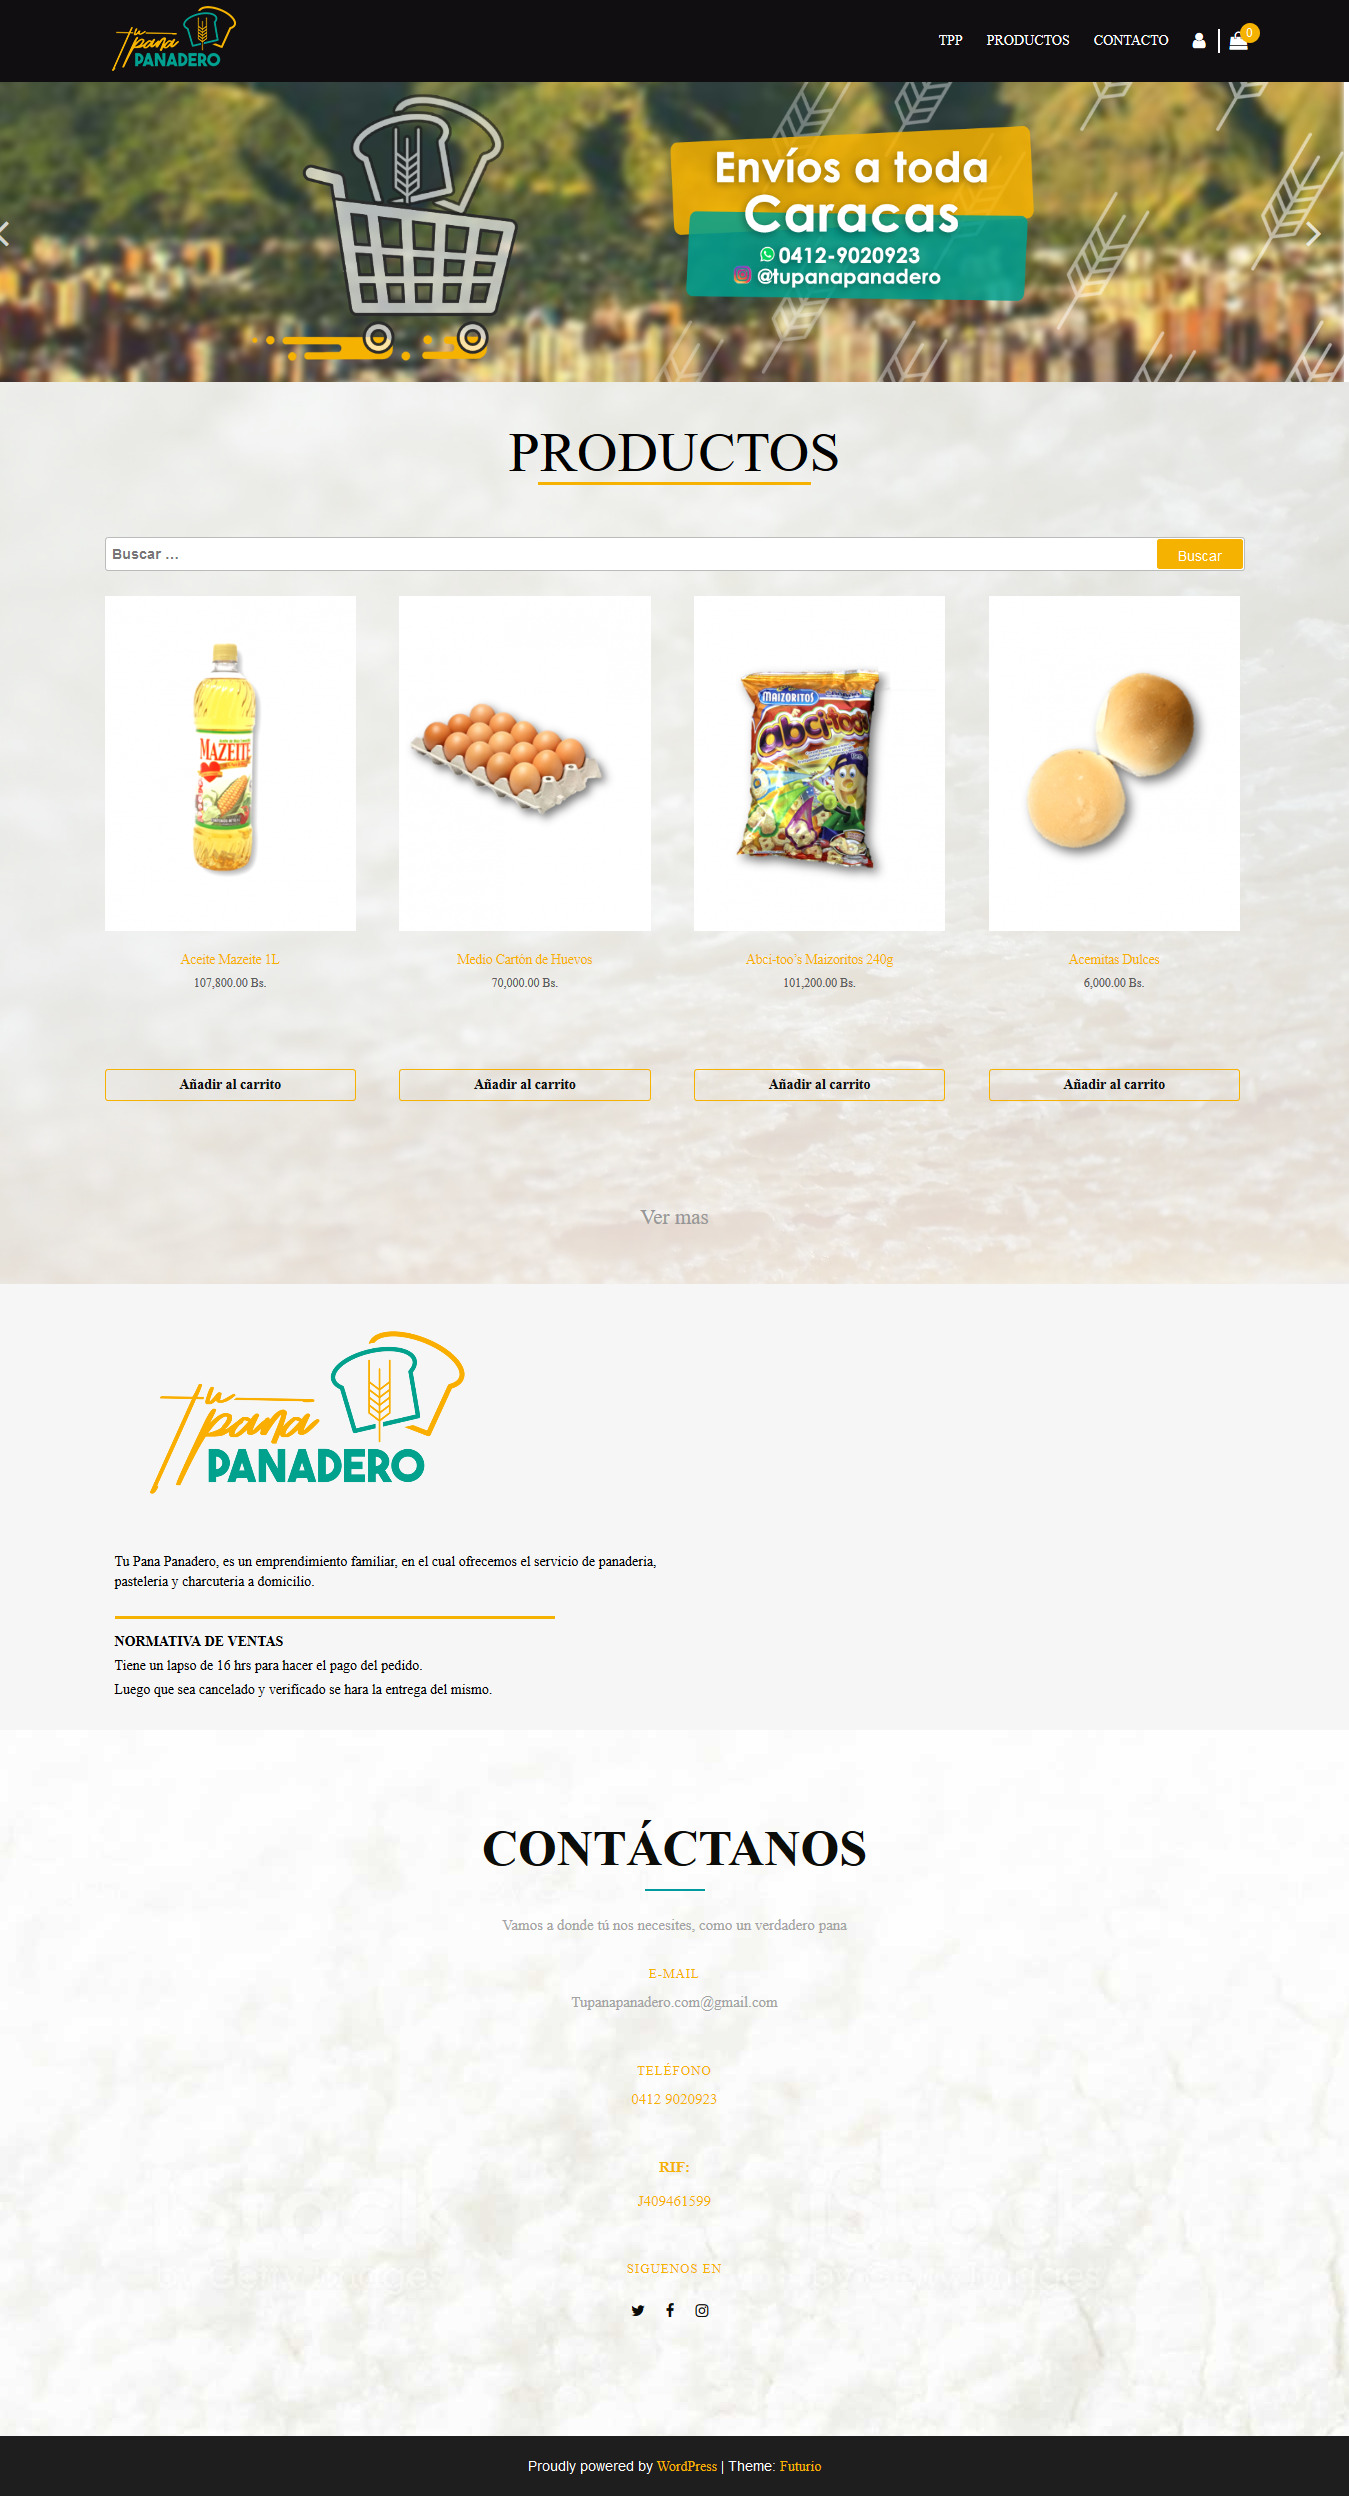 tu pana
PANADERO
TPP
PRODUCTOS
CONTACTO
0
Envíos a toda
Caracas
0412-9020923
@tupanapanadero
PRODUCTOS
Buscar …
Buscar
MAZEITE
MAIZORITOS
abci-too's
Aceite Mazeite 1L
Medio Cartón de Huevos
Abci-too’s Maizoritos 240g
Acemitas Dulces
107,800.00 Bs.
70,000.00 Bs.
101,200.00 Bs.
6,000.00 Bs.
Añadir al carrito
Añadir al carrito
Añadir al carrito
Añadir al carrito
Ver mas
tu pana
PANADERO
Tu Pana Panadero, es un emprendimiento familiar, en el cual ofrecemos el servicio de panaderia,
pasteleria y charcuteria a domicilio.
NORMATIVA DE VENTAS
Tiene un lapso de 16 hrs para hacer el pago del pedido.
Luego que sea cancelado y verificado se hara la entrega del mismo.
CONTÁCTANOS
Vamos a donde tú nos necesites, como un verdadero pana
E-MAIL
Tupanapanadero.com@gmail.com
TELÉFONO
0412 9020923
RIF:
J409461599
SIGUENOS EN
Proudly powered by WordPress | Theme: Futurio